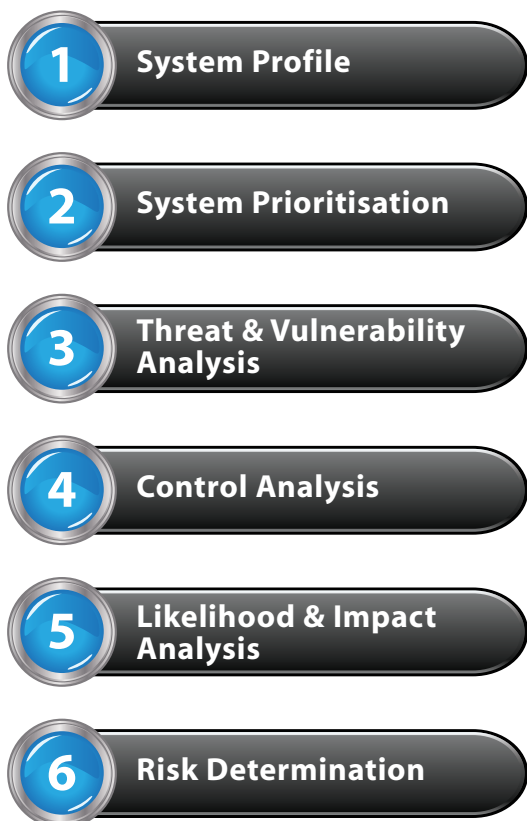 1
System Profile
2
System Prioritisation
3
Threat & Vulnerability
Analysis
4
Control Analysis
5
Likelihood & Impact
Analysis
6
Risk Determination